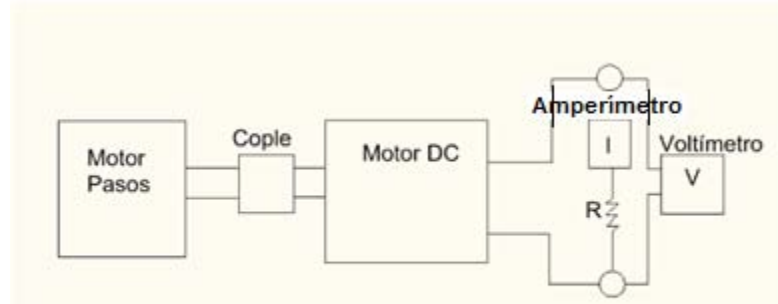 Motor
Pasos
Cople
Motor DC
Amperímetro
I
R
Voltímetro
V